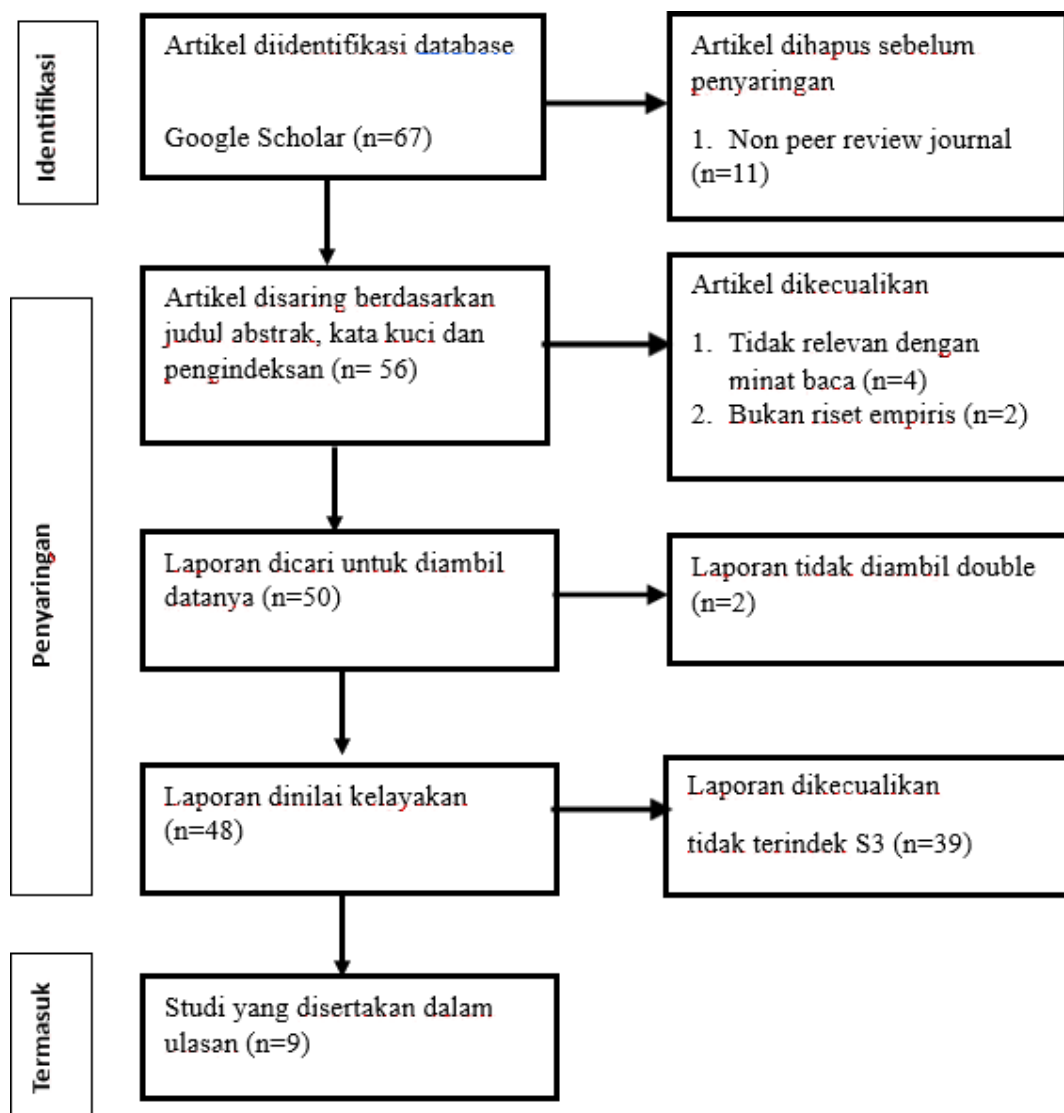 Identifikasi
Artikel diidentifikasi database
Google Scholar (n=67)
Artikel dihapus sebelum
penyaringan
1. Non peer review journal
(n=11)
Penyaringan
Artikel disaring berdasarkan
judul abstrak, kata kuci dan
pengindeksan (n= 56)
Artikel dikecualikan
1. Tidak relevan dengan
minat baca (n=4)
2. Bukan riset empiris (n=2)
Laporan dicari untuk diambil
datanya (n=50)
Laporan tidak diambil double
(n=2)
Laporan dinilai kelayakan
(n=48)
Laporan dikecualikan
tidak terindek S3 (n=39)
Termasuk
Studi yang disertakan dalam
ulasan (n=9)